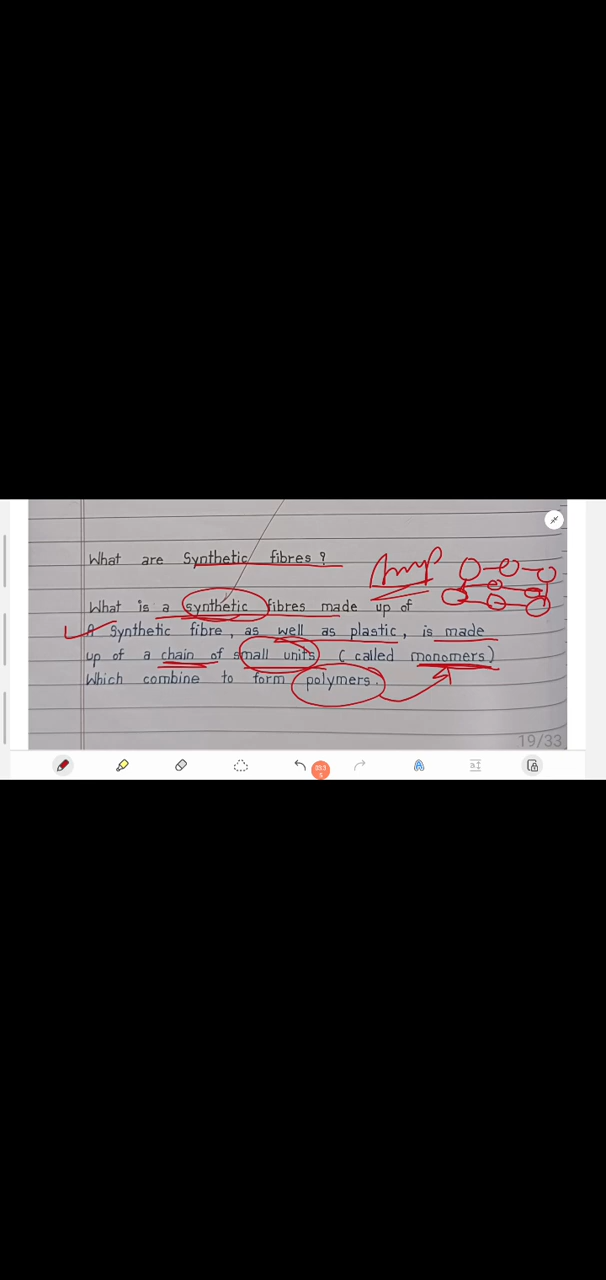 What are Synthetic fibres ?
Imp
What is a synthetic fibres made up of
A Synthetic fibre, as well as plastic, is made
up of a chain of small units ( called monomers)
Which combine to form polymers.
19/33